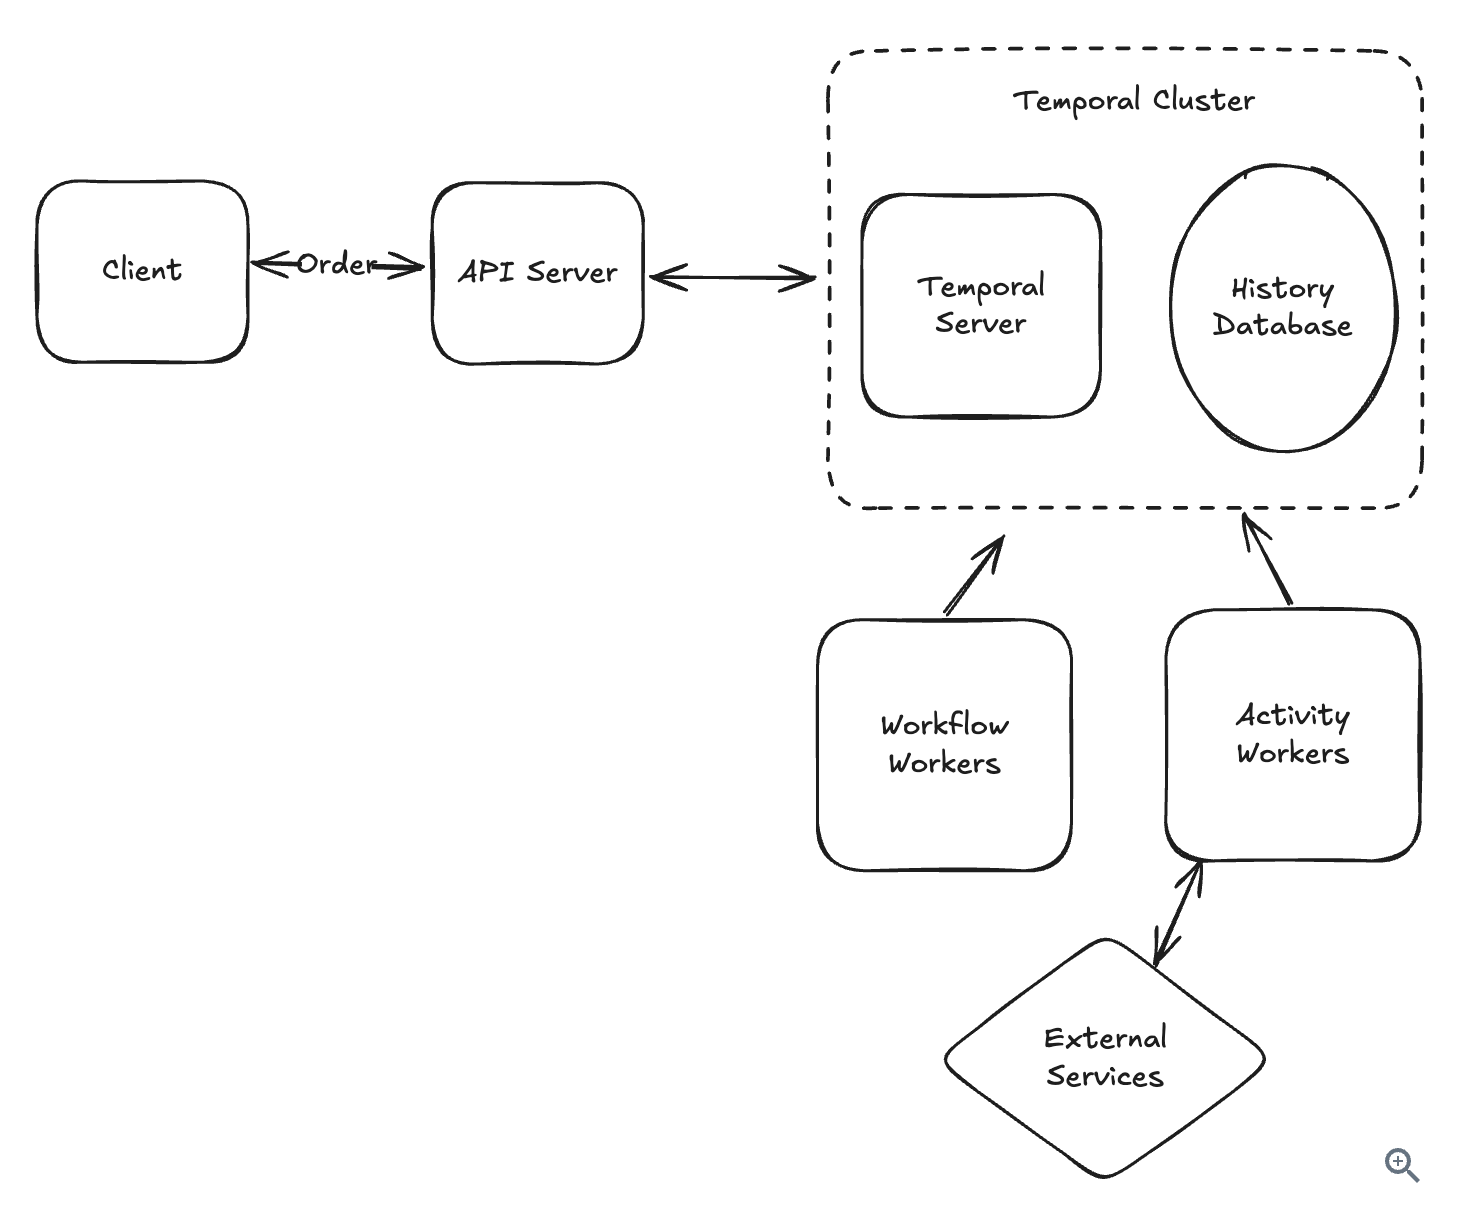 Temporal Cluster
Client
Order
API Server
Temporal
Server
History
Database
Workflow
Workers
Activity
Workers
External
Services